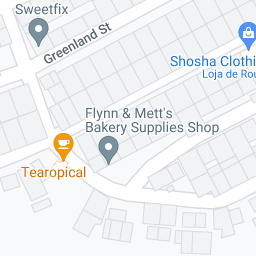 Sweetfix
Greenland St
Shosha Clothi
Loja de Rou
Flynn & Mett's
Bakery Supplies Shop
Tearopical